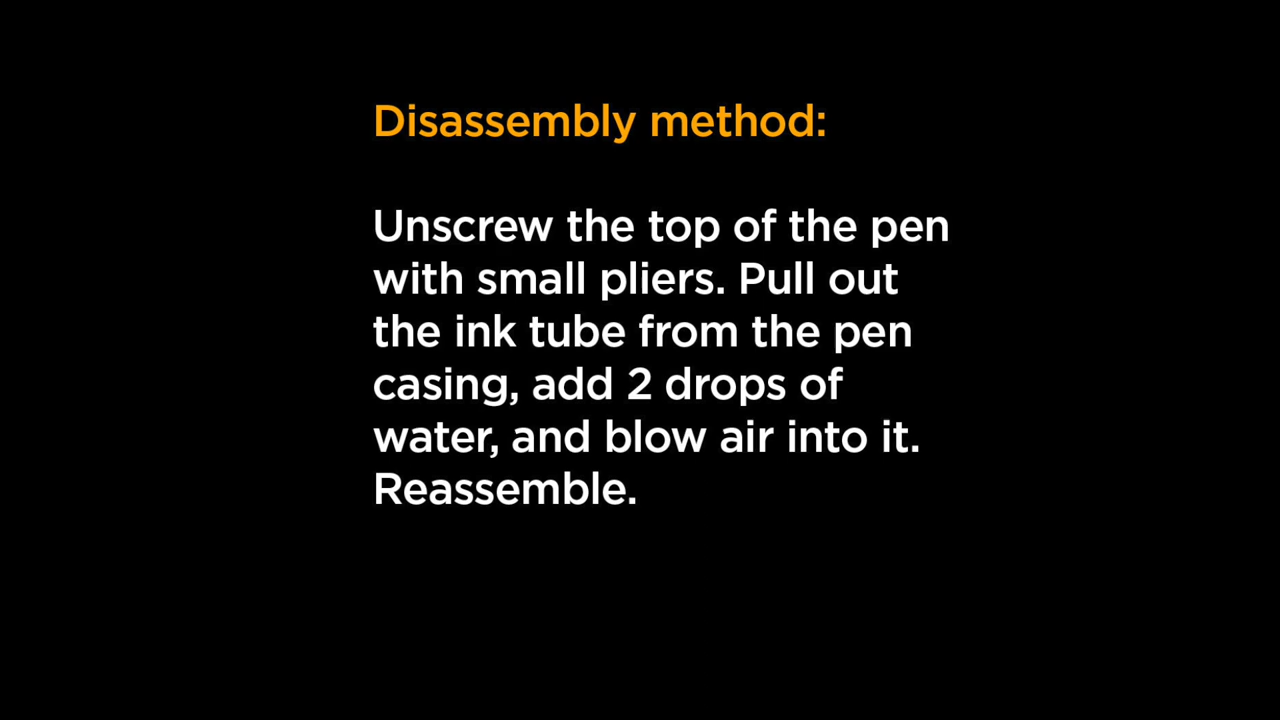 Disassembly method:
Unscrew the top of the pen
with small pliers. Pull out
the ink tube from the pen
casing, add 2 drops of
water, and blow air into it.
Reassemble.